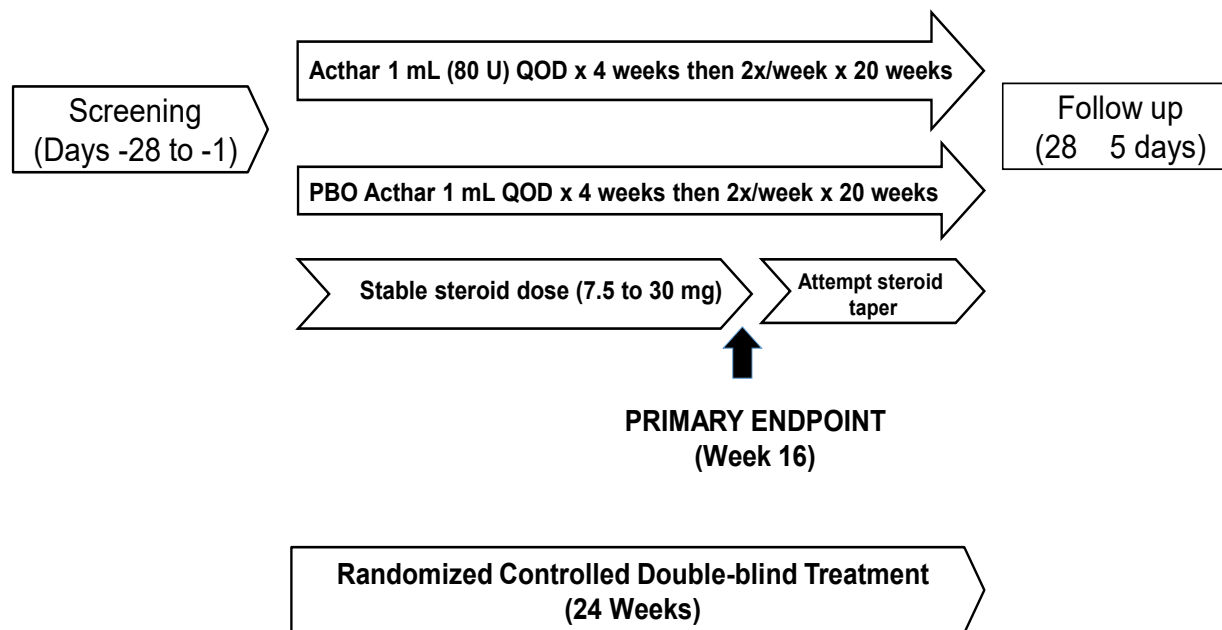 Screening
(Days -28 to -1)
Acthar 1 mL (80 U) QOD x 4 weeks then 2x/week x 20 weeks
PBO Acthar 1 mL QOD x 4 weeks then 2x/week x 20 weeks
Stable steroid dose (7.5 to 30 mg)
Attempt steroid
taper
Follow up
(28 5 days)
PRIMARY ENDPOINT
(Week 16)
Randomized Controlled Double-blind Treatment
(24 Weeks)